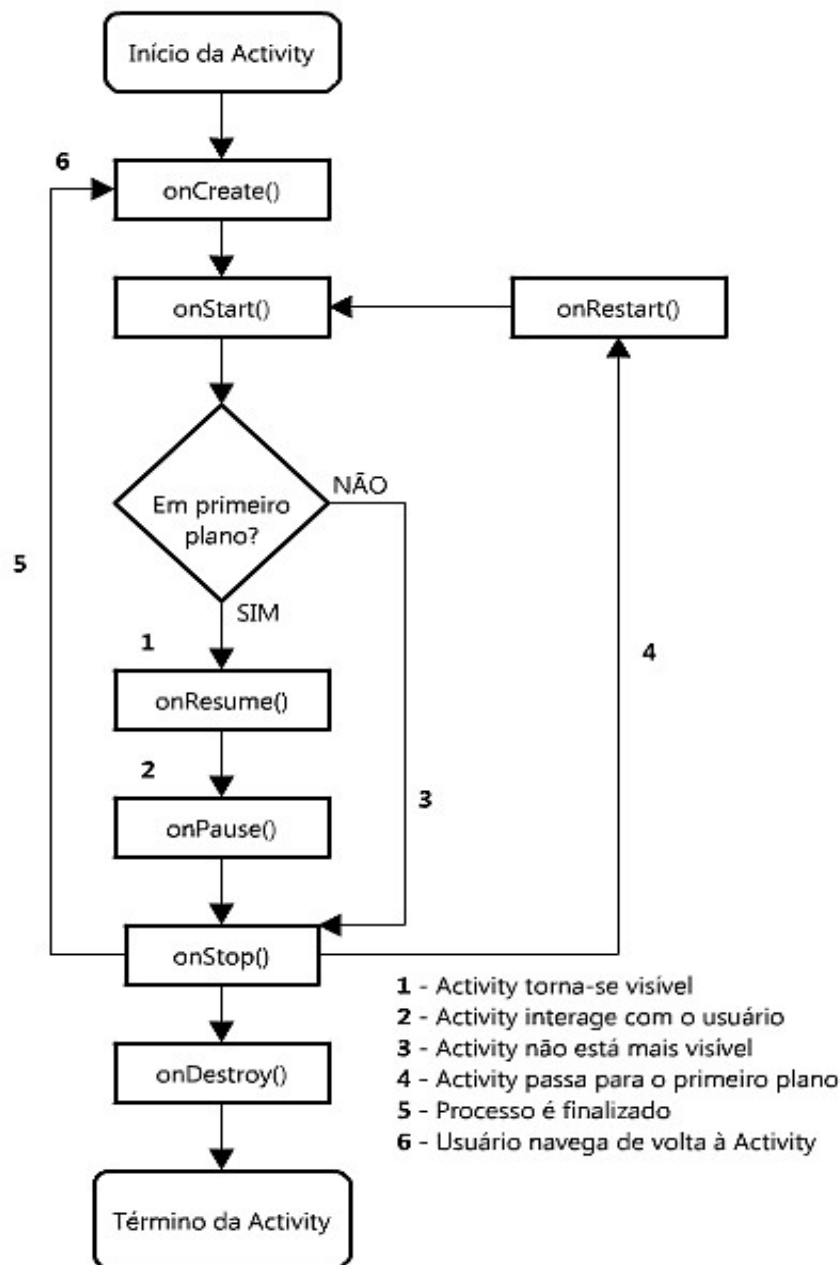 Início da Activity
6
onCreate()
onStart()
onRestart()
NÃO
Em primeiro
plano?
5
SIM
1
4
onResume()
2
3
onPause()
onStop()
1 - Activity torna-se visível
2 - Activity interage com o usuário
3 - Activity não está mais visível
4 - Activity passa para o primeiro plano
5 - Processo é finalizado
6 - Usuário navega de volta à Activity
onDestroy()
Término da Activity